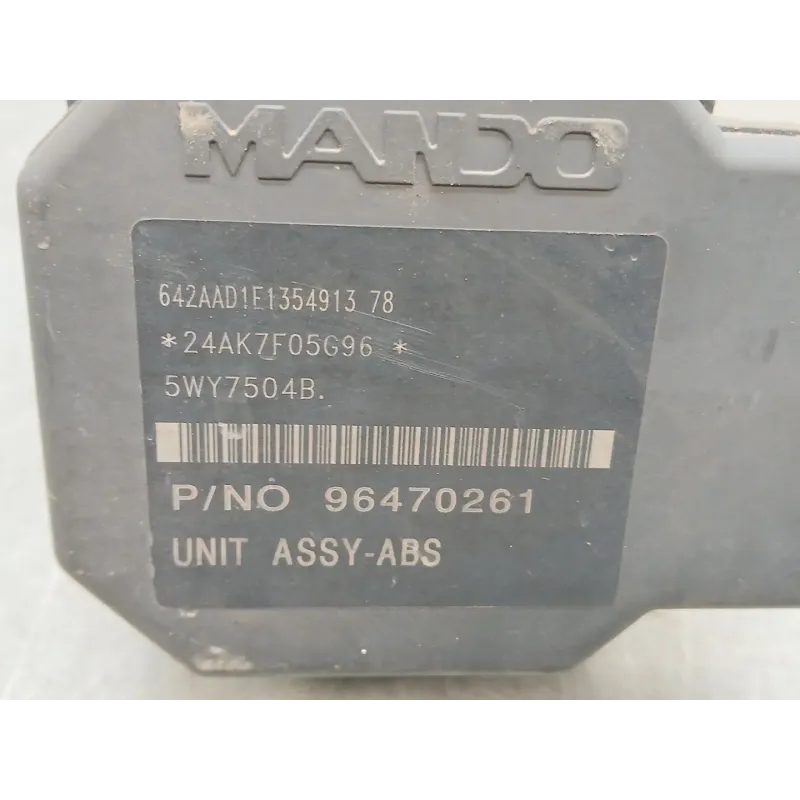 MANDO
642AAD1E1354913 78
*24AK7F05G96 *
5WY7504B.
P/NO 96470261
UNIT ASSY-ABS